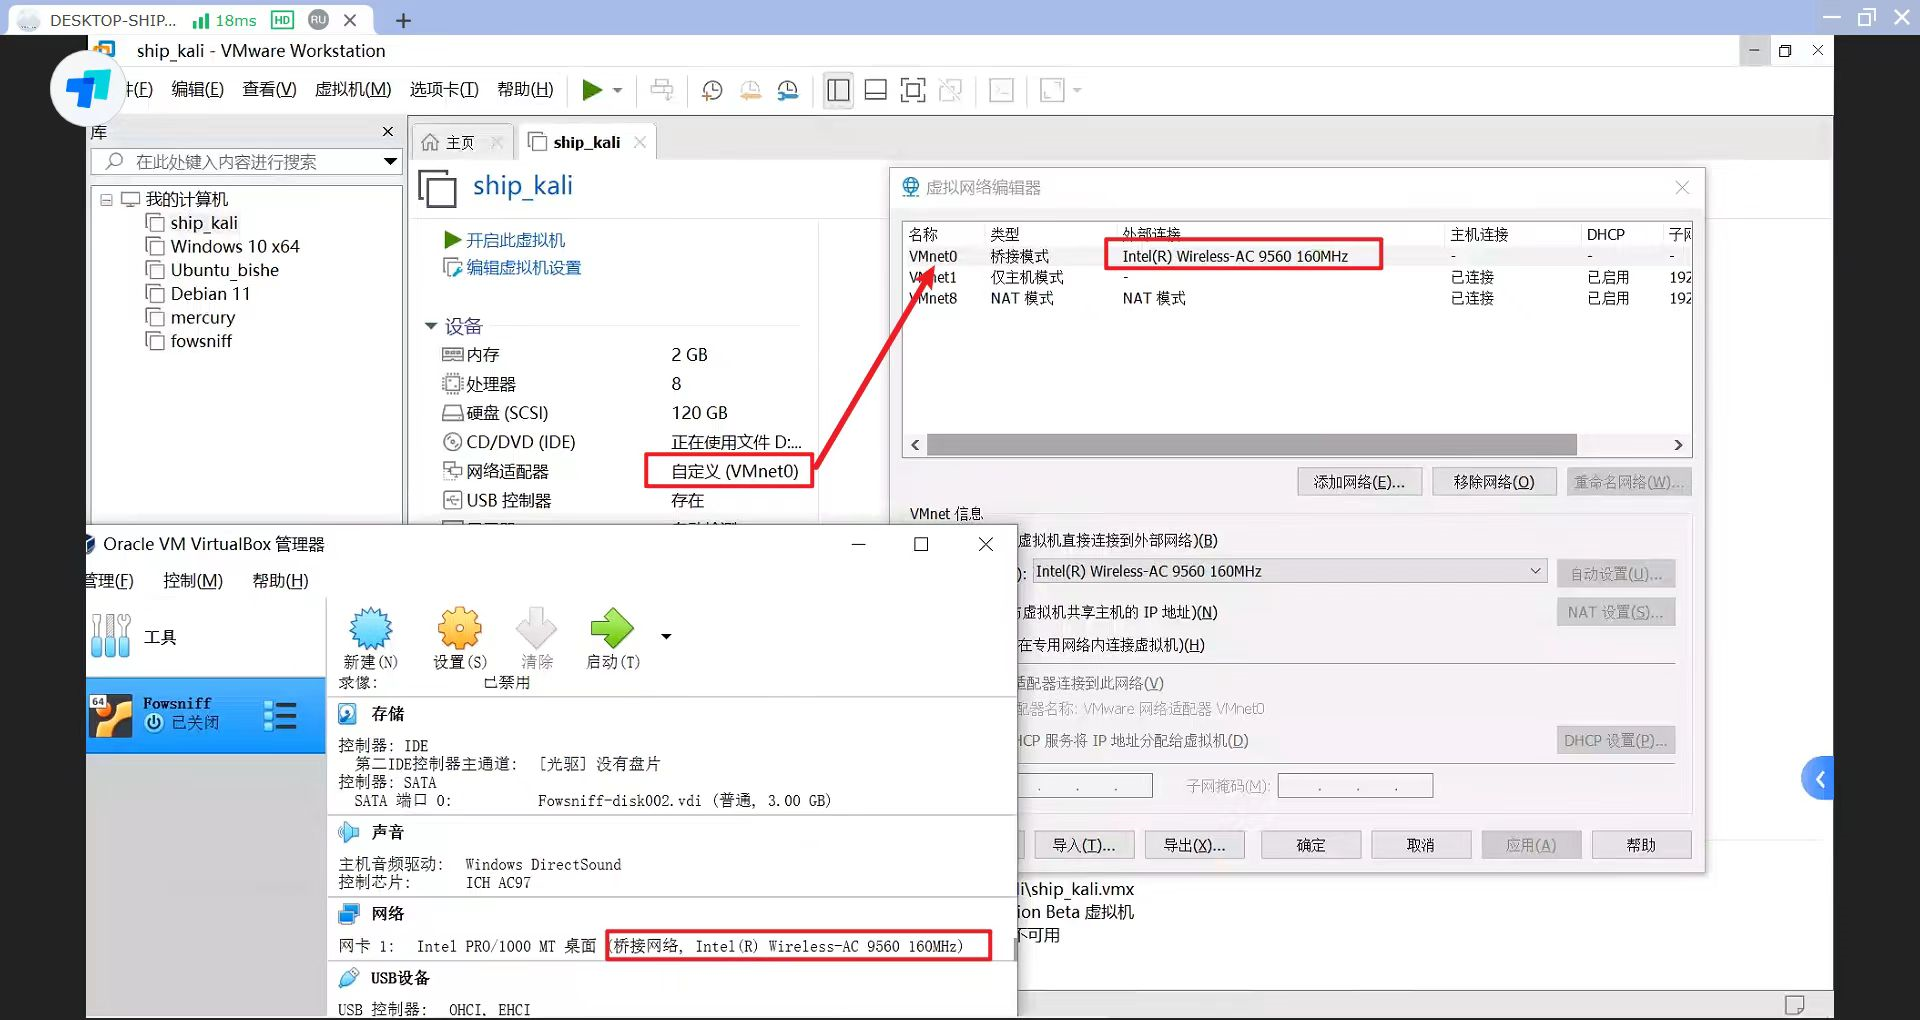 DESKTOP-SHIP... 18ms HD RU
ship_kali - VMware Workstation
件(F) 编辑(E) 查看(V) 虚拟机(M) 选项卡(T) 帮助(H)
库
在此处键入内容进行搜索
我的计算机
ship_kali
Windows 10 x64
Ubuntu_bishe
Debian 11
mercury
fowsniff
主页
ship_kali
ship_kali
开启此虚拟机
编辑虚拟机设置
设备
内存 2 GB
处理器 8
硬盘 (SCSI) 120 GB
CD/DVD (IDE) 正在使用文件 D:...
网络适配器 自定义 (VMnet0)
USB 控制器 存在
虚拟网络编辑器
名称 类型 外部连接 主机连接 DHCP 子网
VMnet0 桥接模式 Intel(R) Wireless-AC 9560 160MHz - - -
VMnet1 仅主机模式 - 已连接 已启用 192
VMnet8 NAT 模式 NAT 模式 已连接 已启用 192
添加网络(E)... 移除网络(O) 重命名网络(W)...
VMnet 信息
虚拟机直接连接到外部网络)(B)
): Intel(R) Wireless-AC 9560 160MHz 自动设置(U)...
与虚拟机共享主机的 IP 地址)(N) NAT 设置(S)...
在专用网络内连接虚拟机)(H)
适配器连接到此网络(V)
配器名称: VMware 网络适配器 VMnet0
HCP 服务将 IP 地址分配给虚拟机(D) DHCP 设置(P)...
. . . 子网掩码(M): . . .
导入(T)... 导出(X)... 确定 取消 应用(A) 帮助
li\ship_kali.vmx
ion Beta 虚拟机
不可用
Oracle VM VirtualBox 管理器
管理(F) 控制(M) 帮助(H)
工具
64 Fowsniff
已关闭
新建(N) 设置(S) 清除 启动(T)
录像: 已禁用
存储
控制器: IDE
第二IDE控制器主通道: [光驱] 没有盘片
控制器: SATA
SATA 端口 0: Fowsniff-disk002.vdi (普通, 3.00 GB)
声音
主机音频驱动: Windows DirectSound
控制芯片: ICH AC97
网络
网卡 1: Intel PRO/1000 MT 桌面 (桥接网络, Intel(R) Wireless-AC 9560 160MHz)
USB设备
USB 控制器: OHCI, EHCI